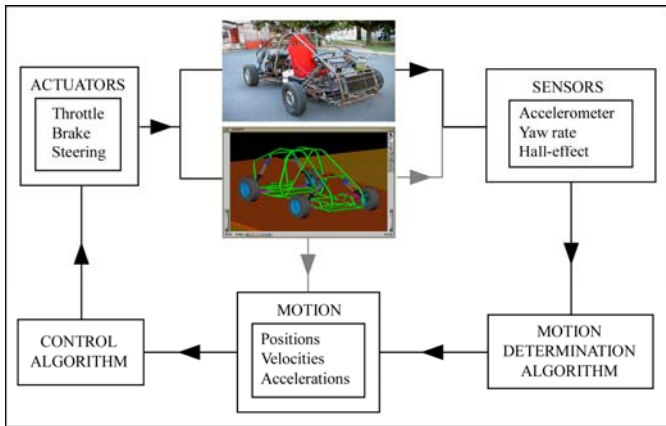 ACTUATORS
Throttle
Brake
Steering
SENSORS
Accelerometer
Yaw rate
Hall-effect
CONTROL
ALGORITHM
MOTION
Positions
Velocities
Accelerations
MOTION
DETERMINATION
ALGORITHM